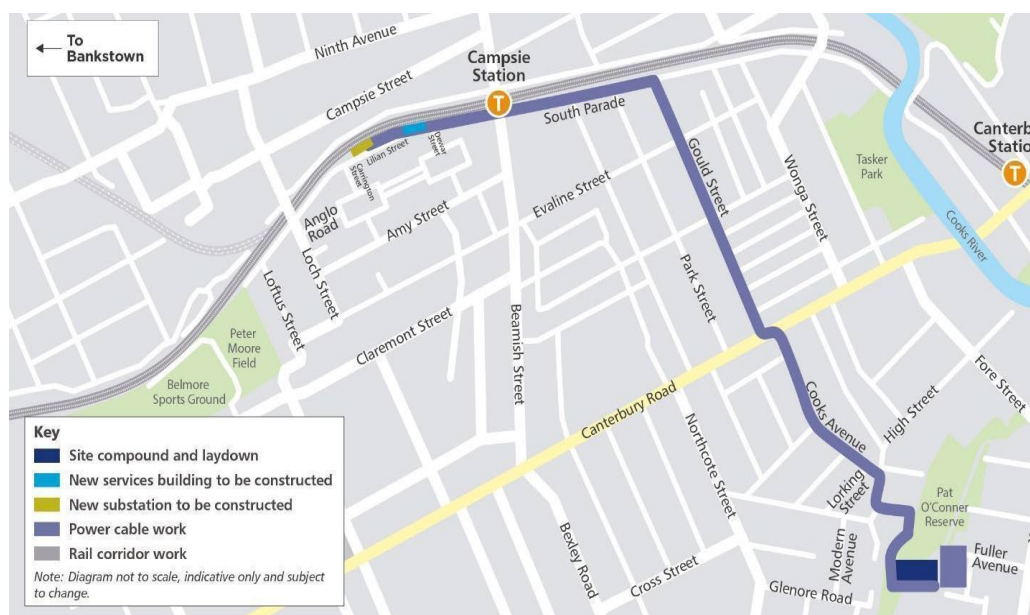 To
Bankstown
Ninth Avenue
Campsie Street
Campsie
Station
T
South Parade
Lilian Street
Dewar
Street
Carrington
Street
Anglo
Road
Amy Street
Evaline Street
Gould Street
Wonga Street
Tasker
Park
Canterb
Statio
T
Cooks River
Loch Street
Loftus Street
Claremont Street
Beamish Street
Park Street
Peter
Moore
Field
Belmore
Sports Ground
Canterbury Road
Cooks Avenue
High Street
Fore Street
Northcote Street
Lorking
Street
Pat
O'Conner
Reserve
Modern
Avenue
Fuller
Avenue
Bexley Road
Cross Street
Glenore Road
Key
Site compound and laydown
New services building to be constructed
New substation to be constructed
Power cable work
Rail corridor work
Note: Diagram not to scale, indicative only and subject
to change.